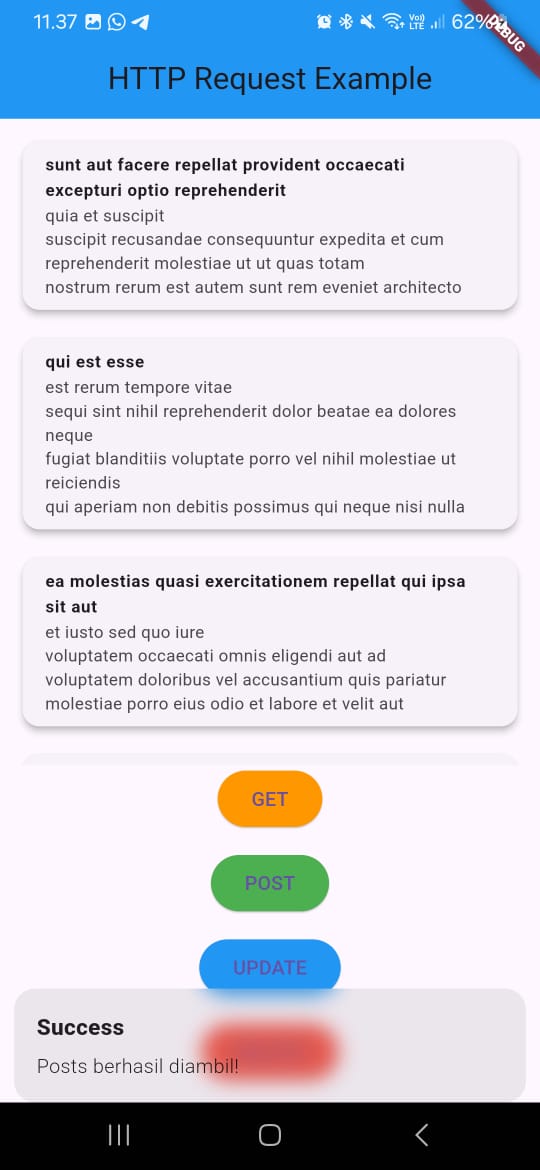 11.37
Vo))
LTE
62%
DEBUG
HTTP Request Example
sunt aut facere repellat provident occaecati
excepturi optio reprehenderit
quia et suscipit
suscipit recusandae consequuntur expedita et cum
reprehenderit molestiae ut ut quas totam
nostrum rerum est autem sunt rem eveniet architecto
qui est esse
est rerum tempore vitae
sequi sint nihil reprehenderit dolor beatae ea dolores
neque
fugiat blanditiis voluptate porro vel nihil molestiae ut
reiciendis
qui aperiam non debitis possimus qui neque nisi nulla
ea molestias quasi exercitationem repellat qui ipsa
sit aut
et iusto sed quo iure
voluptatem occaecati omnis eligendi aut ad
voluptatem doloribus vel accusantium quis pariatur
molestiae porro eius odio et labore et velit aut
GET
POST
UPDATE
Success
Posts berhasil diambil!